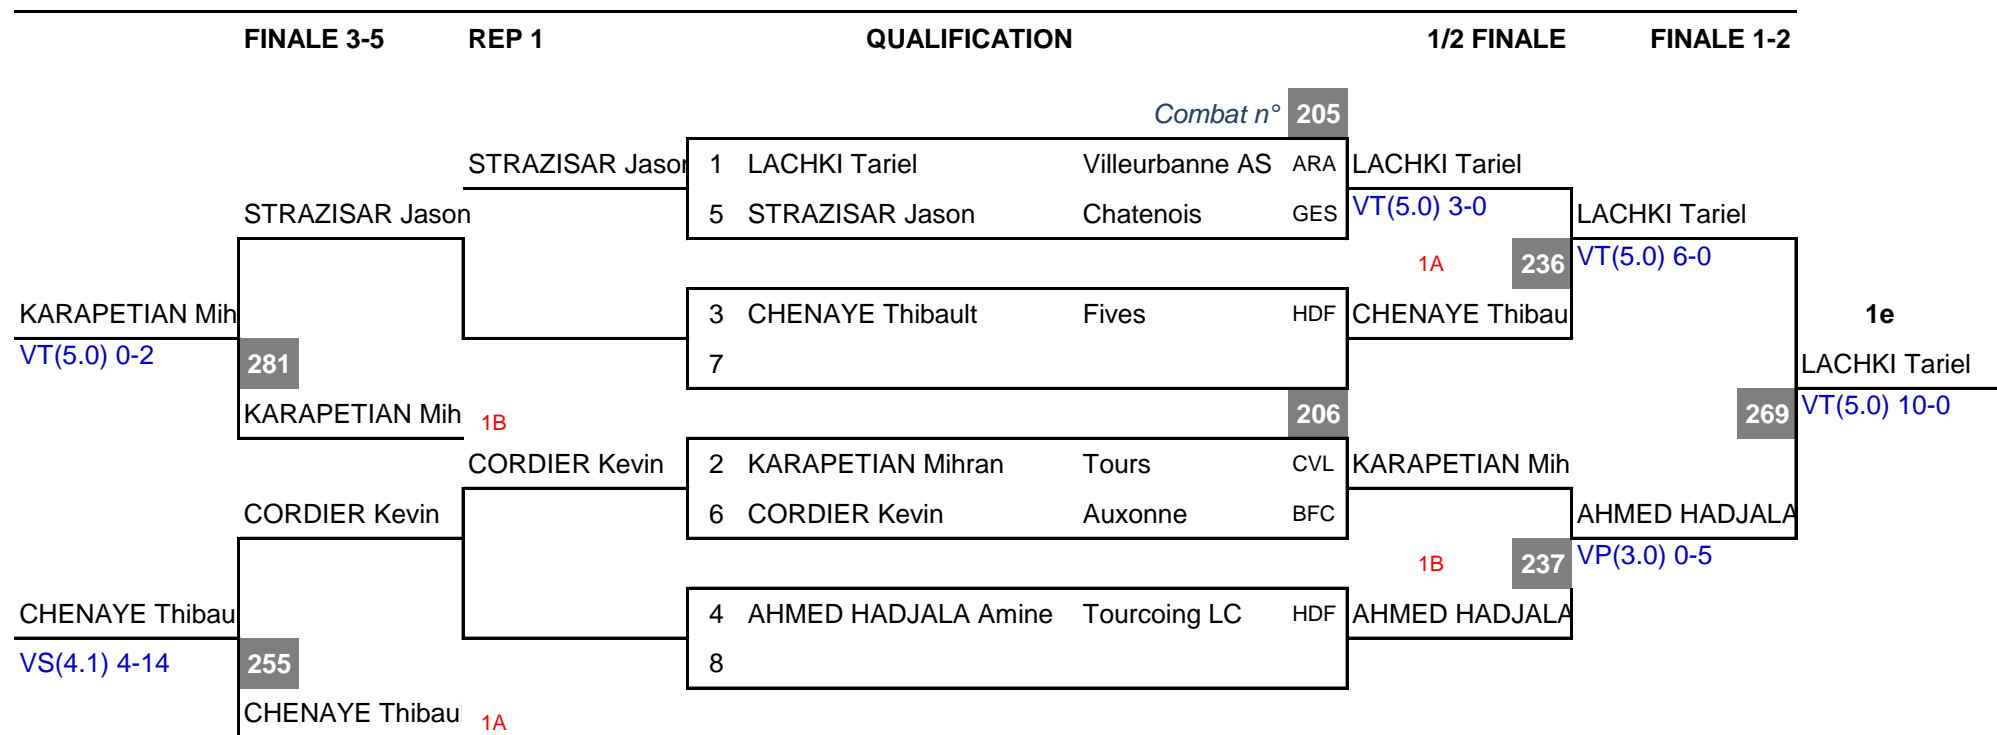 FINALE 3-5 REP 1 QUALIFICATION 1/2 FINALE FINALE 1-2
Combat n° 205
STRAZISAR Jason 1 LACHKI Tariel Villeurbanne AS ARA LACHKI Tariel
STRAZISAR Jason 5 STRAZISAR Jason Chatenois GES VT(5.0) 3-0 LACHKI Tariel
1A 236 VT(5.0) 6-0
KARAPETIAN Mih 3 CHENAYE Thibault Fives HDF CHENAYE Thibau 1e
VT(5.0) 0-2 281 7 LACHKI Tariel
KARAPETIAN Mih 1B 206 269 VT(5.0) 10-0
CORDIER Kevin 2 KARAPETIAN Mihran Tours CVL KARAPETIAN Mih
CORDIER Kevin 6 CORDIER Kevin Auxonne BFC AHMED HADJALA
1B 237 VP(3.0) 0-5
CHENAYE Thibau 4 AHMED HADJALA Amine Tourcoing LC HDF AHMED HADJALA
VS(4.1) 4-14 255 8
CHENAYE Thibau 1A